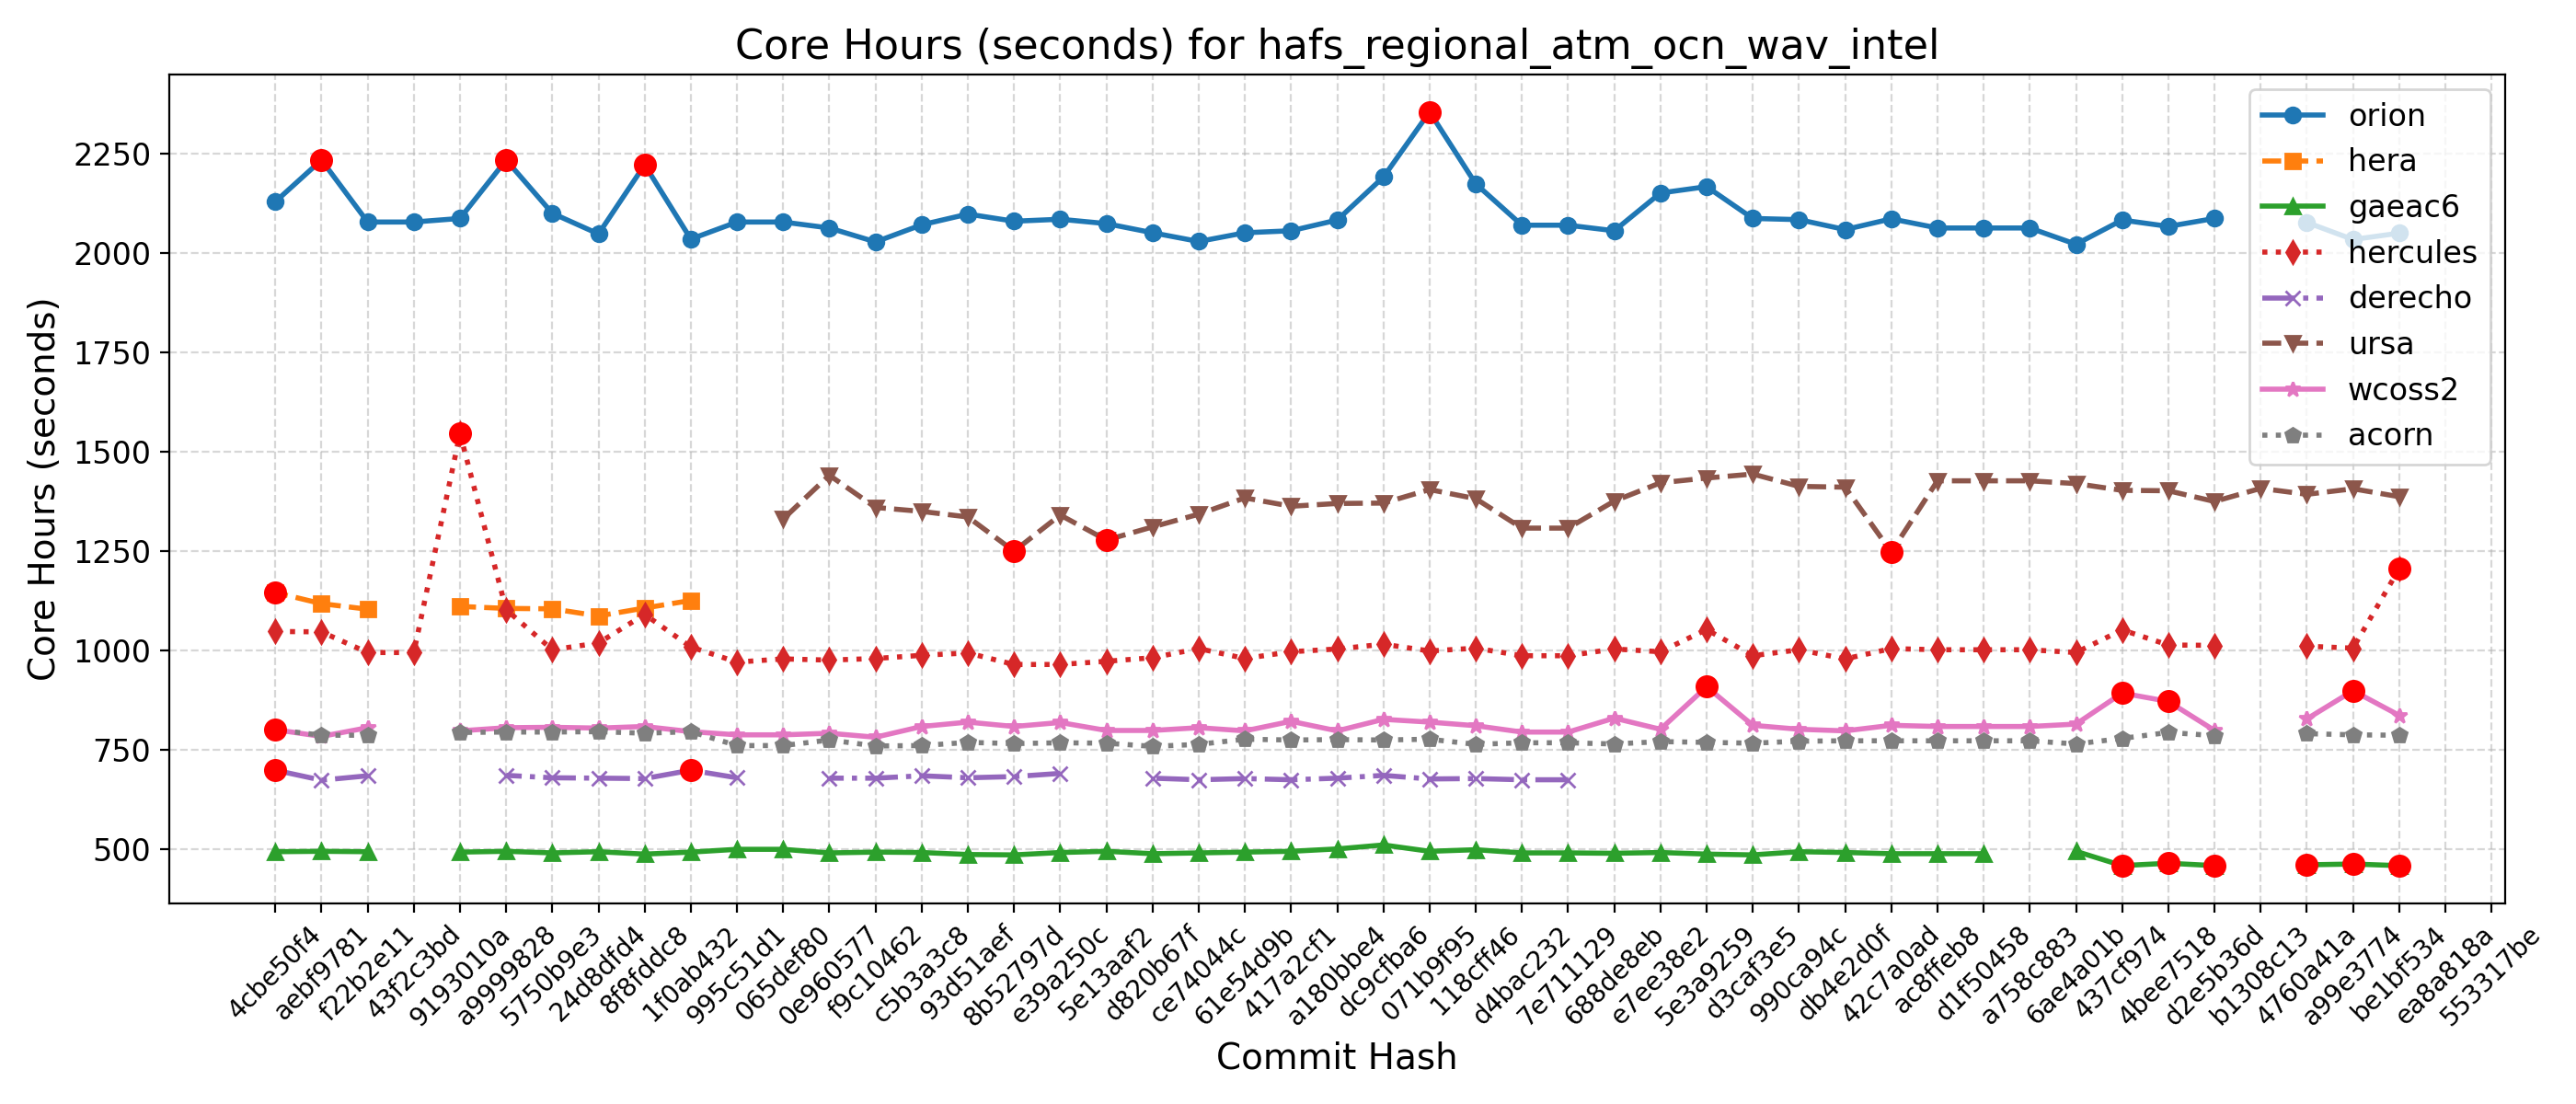 Core Hours (seconds) for hafs_regional_atm_ocn_wav_intel
Core Hours (seconds)
2250
2000
1750
1500
1250
1000
750
500
orion
hera
gaeac6
hercules
derecho
ursa
wcoss2
acorn
4cbe50f4
aebf9781
f22b2e11
43f2c3bd
9193010a
a9999828
5750b9e3
24d8dfd4
8f8fddc8
1f0ab432
995c51d1
065def80
0e960577
f9c10462
c5b3a3c8
93d51aef
8b52797d
e39a250c
5e13aaf2
d820b67f
ce74044c
61e54d9b
417a2cf1
a180bbe4
dc9cfba6
071b9f95
118cff46
d4bac232
7e711129
688de8eb
e7ee38e2
5e3a9259
d3caf3e5
990ca94c
db4e2d0f
42c7a0ad
ac8ffeb8
d1f50458
a758c883
6ae4a01b
437cf974
4bee7518
d2e5b36d
b1308c13
4760a41a
a99e3774
be1bf534
ea8a818a
553317be
Commit Hash